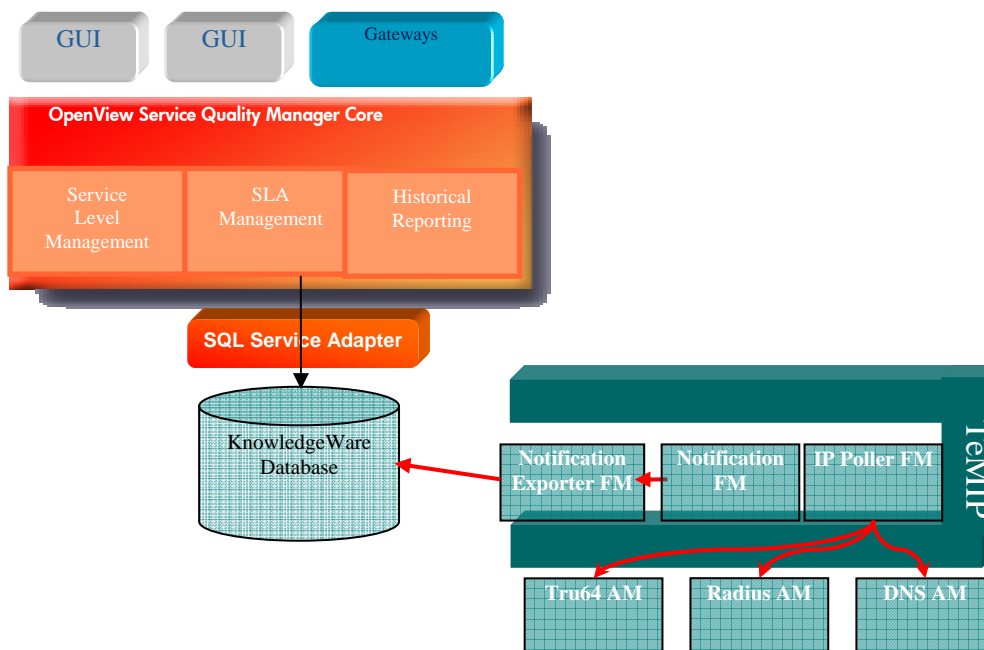 GUI
GUI
Gateways
OpenView Service Quality Manager Core
Service
Level
Management
SLA
Management
Historical
Reporting
SQL Service Adapter
KnowledgeWare
Database
Notification
Exporter FM
Notification
FM
IP Poller FM
TeMIP
Tru64 AM
Radius AM
DNS AM